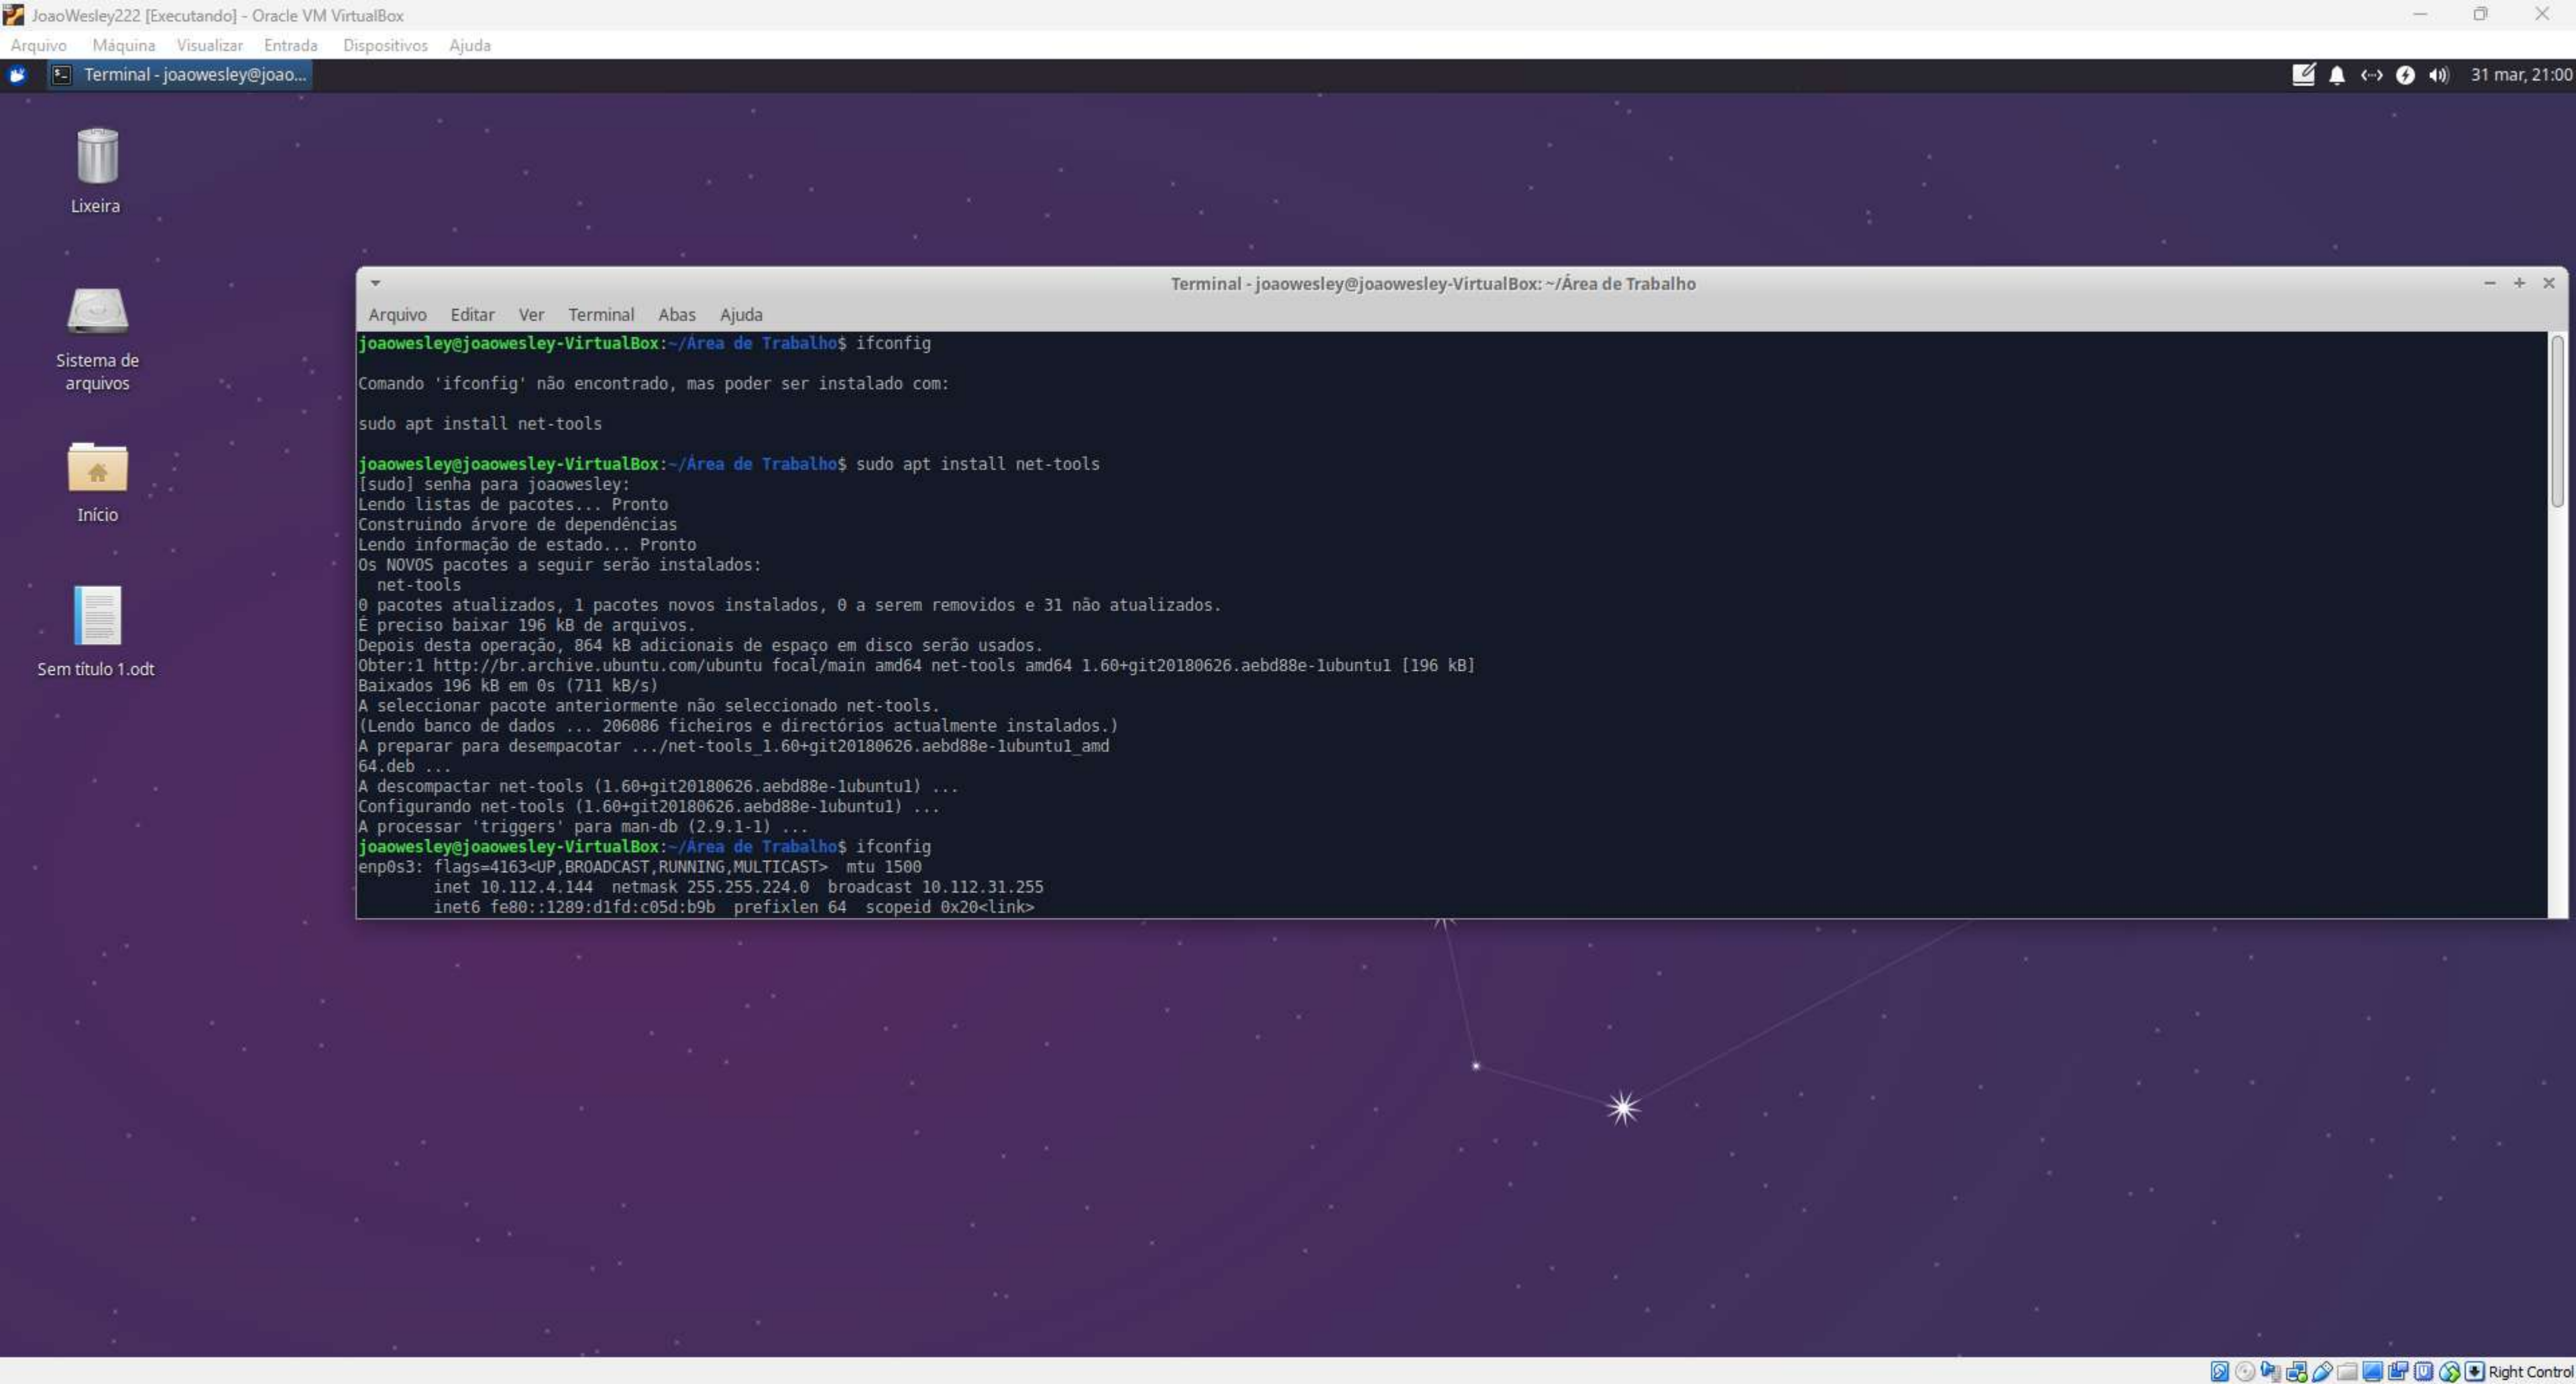 JoaoWesley222 [Executando] - Oracle VM VirtualBox
Arquivo Máquina Visualizar Entrada Dispositivos Ajuda
Terminal - joaowesley@joao...
31 mar, 21:00
Lixeira
Sistema de
arquivos
Início
Sem título 1.odt
Terminal - joaowesley@joaowesley-VirtualBox: ~/Área de Trabalho
Arquivo Editar Ver Terminal Abas Ajuda
joaowesley@joaowesley-VirtualBox:~/Área de Trabalho$ ifconfig
Comando 'ifconfig' não encontrado, mas poder ser instalado com:
sudo apt install net-tools
joaowesley@joaowesley-VirtualBox:~/Área de Trabalho$ sudo apt install net-tools
[sudo] senha para joaowesley:
Lendo listas de pacotes... Pronto
Construindo árvore de dependências
Lendo informação de estado... Pronto
Os NOVOS pacotes a seguir serão instalados:
net-tools
0 pacotes atualizados, 1 pacotes novos instalados, 0 a serem removidos e 31 não atualizados.
É preciso baixar 196 kB de arquivos.
Depois desta operação, 864 kB adicionais de espaço em disco serão usados.
Obter:1 http://br.archive.ubuntu.com/ubuntu focal/main amd64 net-tools amd64 1.60+git20180626.aebd88e-1ubuntu1 [196 kB]
Baixados 196 kB em 0s (711 kB/s)
A seleccionar pacote anteriormente não seleccionado net-tools.
(Lendo banco de dados ... 206086 ficheiros e directórios actualmente instalados.)
A preparar para desempacotar .../net-tools_1.60+git20180626.aebd88e-1ubuntu1_amd
64.deb ...
A descompactar net-tools (1.60+git20180626.aebd88e-1ubuntu1) ...
Configurando net-tools (1.60+git20180626.aebd88e-1ubuntu1) ...
A processar 'triggers' para man-db (2.9.1-1) ...
joaowesley@joaowesley-VirtualBox:~/Área de Trabalho$ ifconfig
enp0s3: flags=4163<UP,BROADCAST,RUNNING,MULTICAST> mtu 1500
inet 10.112.4.144 netmask 255.255.224.0 broadcast 10.112.31.255
inet6 fe80::1289:d1fd:c05d:b9b prefixlen 64 scopeid 0x20<link>
Right Control